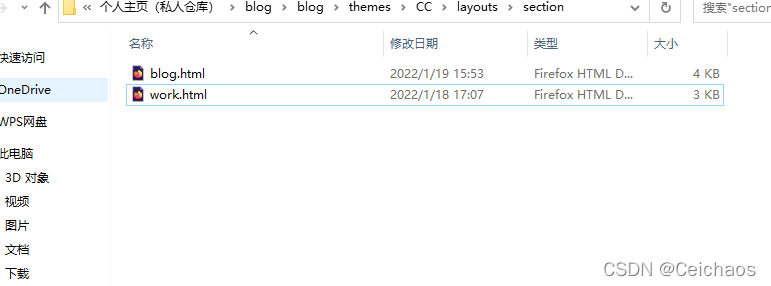 « 个人主页（私人仓库） › blog › blog › themes › CC › layouts › section
搜索"section
名称 修改日期 类型 大小
快速访问
blog.html 2022/1/19 15:53 Firefox HTML D... 4 KB
OneDrive
work.html 2022/1/18 17:07 Firefox HTML D... 3 KB
WPS网盘
此电脑
3D 对象
视频
图片
文档
下载
CSDN @Ceichaos